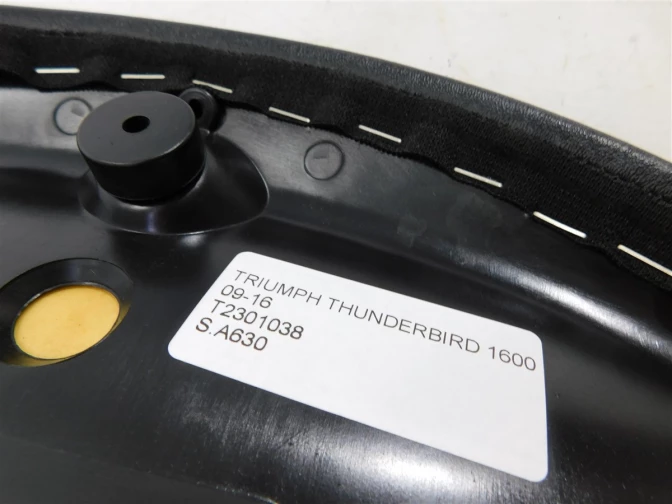 TRIUMPH THUNDERBIRD 1600
09-16
T2301038
S.A630